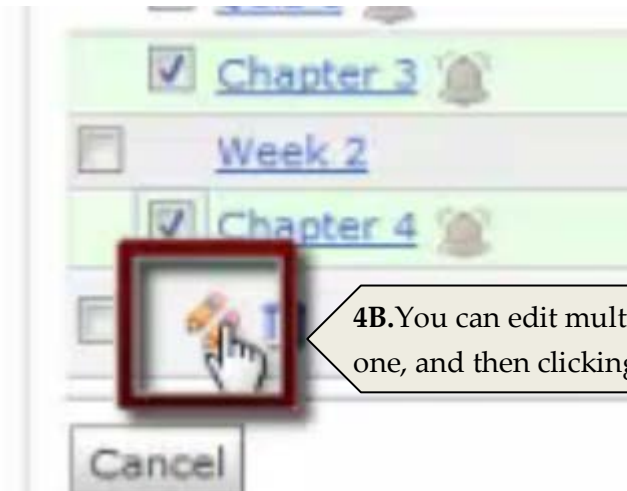 Chapter 3
Week 2
Chapter 4
4B.You can edit mult
one, and then clicking
Cancel